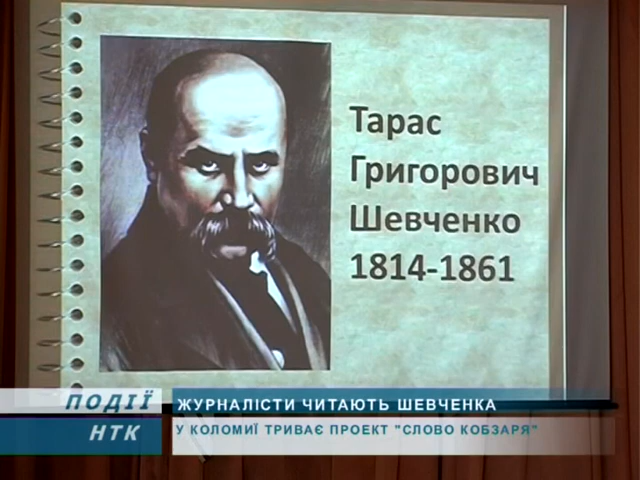 Тарас
Григорович
Шевченко
1814-1861
ПОДІЇ
ЖУРНАЛІСТИ ЧИТАЮТЬ ШЕВЧЕНКА
НТК
У КОЛОМИЇ ТРИВАЄ ПРОЕКТ "СЛОВО КОБЗАРЯ"